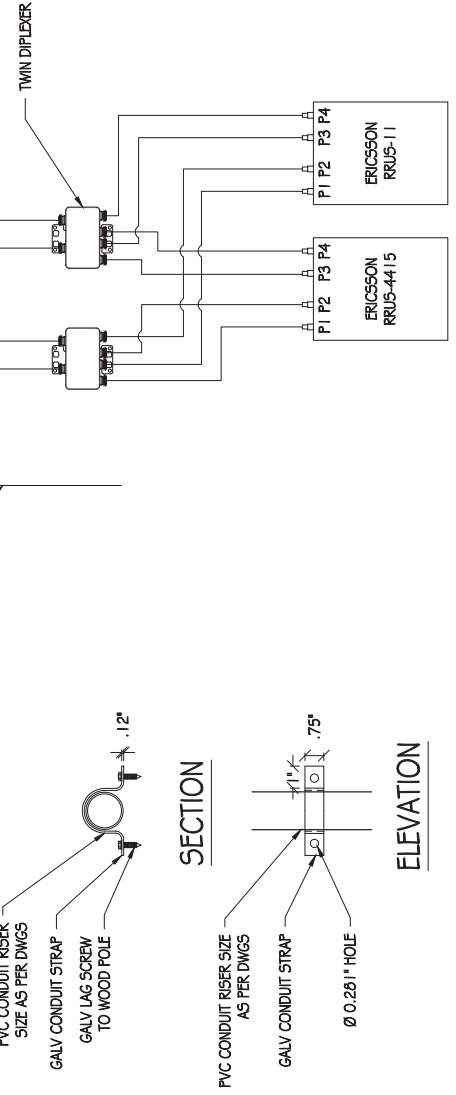 TWIN DIPLEXER
P1 P2 P3 P4
ERICSSON
RRUS-11
P1 P2 P3 P4
ERICSSON
RRUS-4415
PVC CONDUIT RISER
SIZE AS PER DWGS
GALV CONDUIT STRAP
GALV LAG SCREW
TO WOOD POLE
.12"
SECTION
PVC CONDUIT RISER SIZE
AS PER DWGS
GALV CONDUIT STRAP
Ø 0.281" HOLE
1"
.75"
ELEVATION